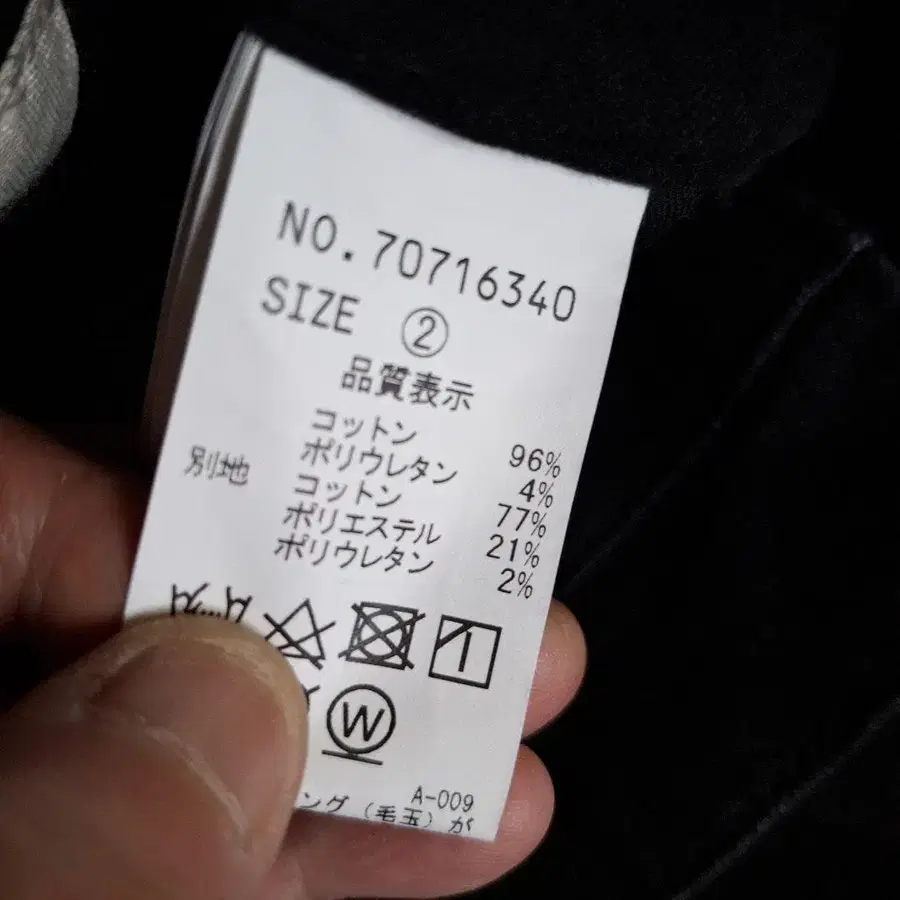 NO.70716340
SIZE ②
品質表示
コットン 96%
ポリウレタン 4%
別地 コットン 77%
ポリエステル 21%
ポリウレタン 2%
W
A-009
ング(毛玉)が